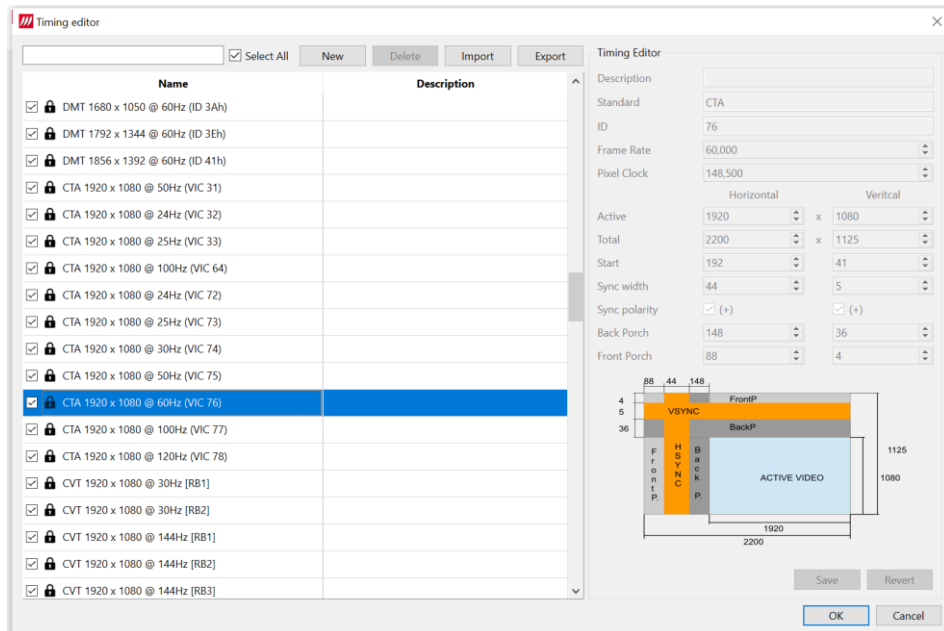 Timing editor
Select All New Delete Import Export
Name Description
DMT 1680 x 1050 @ 60Hz (ID 3Ah)
DMT 1792 x 1344 @ 60Hz (ID 3Eh)
DMT 1856 x 1392 @ 60Hz (ID 41h)
CTA 1920 x 1080 @ 50Hz (VIC 31)
CTA 1920 x 1080 @ 24Hz (VIC 32)
CTA 1920 x 1080 @ 25Hz (VIC 33)
CTA 1920 x 1080 @ 100Hz (VIC 64)
CTA 1920 x 1080 @ 24Hz (VIC 72)
CTA 1920 x 1080 @ 25Hz (VIC 73)
CTA 1920 x 1080 @ 30Hz (VIC 74)
CTA 1920 x 1080 @ 50Hz (VIC 75)
CTA 1920 x 1080 @ 60Hz (VIC 76)
CTA 1920 x 1080 @ 100Hz (VIC 77)
CTA 1920 x 1080 @ 120Hz (VIC 78)
CVT 1920 x 1080 @ 30Hz [RB1]
CVT 1920 x 1080 @ 30Hz [RB2]
CVT 1920 x 1080 @ 144Hz [RB1]
CVT 1920 x 1080 @ 144Hz [RB2]
CVT 1920 x 1080 @ 144Hz [RB3]
Timing Editor
Description
Standard CTA
ID 76
Frame Rate 60,000
Pixel Clock 148,500
Horizontal Veritcal
Active 1920 x 1080
Total 2200 x 1125
Start 192 41
Sync width 44 5
Sync polarity (+) (+)
Back Porch 148 36
Front Porch 88 4
88 44 148
4 FrontP
5 VSYNC
36 BackP
Front P.
HSYNC
Back P.
ACTIVE VIDEO
1125
1080
1920
2200
Save Revert
OK Cancel